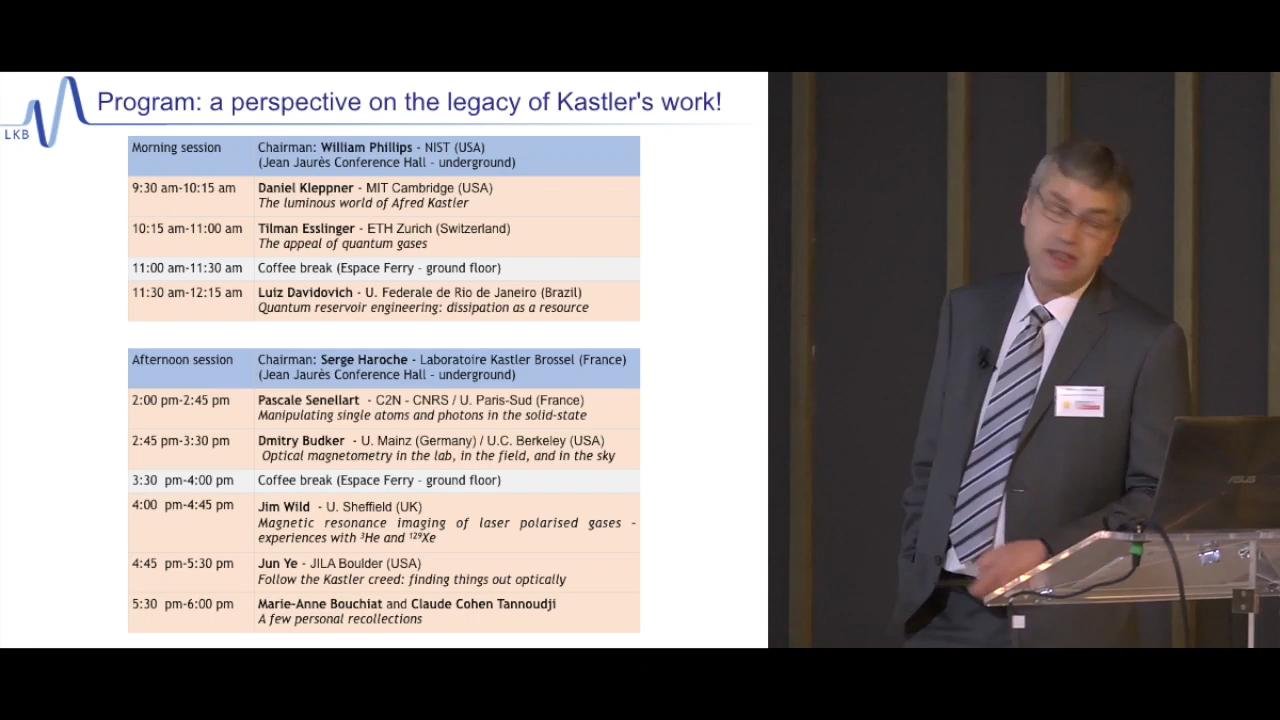 Program: a perspective on the legacy of Kastler's work!
LKB
Morning session
Chairman: William Phillips - NIST (USA)
(Jean Jaurès Conference Hall - underground)
9:30 am-10:15 am
Daniel Kleppner - MIT Cambridge (USA)
The luminous world of Afred Kastler
10:15 am-11:00 am
Tilman Esslinger - ETH Zurich (Switzerland)
The appeal of quantum gases
11:00 am-11:30 am
Coffee break (Espace Ferry - ground floor)
11:30 am-12:15 am
Luiz Davidovich - U. Federale de Rio de Janeiro (Brazil)
Quantum reservoir engineering: dissipation as a resource
Afternoon session
Chairman: Serge Haroche - Laboratoire Kastler Brossel (France)
(Jean Jaurès Conference Hall - underground)
2:00 pm-2:45 pm
Pascale Senellart - C2N - CNRS / U. Paris-Sud (France)
Manipulating single atoms and photons in the solid-state
2:45 pm-3:30 pm
Dmitry Budker - U. Mainz (Germany) / U.C. Berkeley (USA)
Optical magnetometry in the lab, in the field, and in the sky
3:30 pm-4:00 pm
Coffee break (Espace Ferry - ground floor)
4:00 pm-4:45 pm
Jim Wild - U. Sheffield (UK)
Magnetic resonance imaging of laser polarised gases -
experiences with ³He and ¹²⁹Xe
4:45 pm-5:30 pm
Jun Ye - JILA Boulder (USA)
Follow the Kastler creed: finding things out optically
5:30 pm-6:00 pm
Marie-Anne Bouchiat and Claude Cohen Tannoudji
A few personal recollections
ASUS